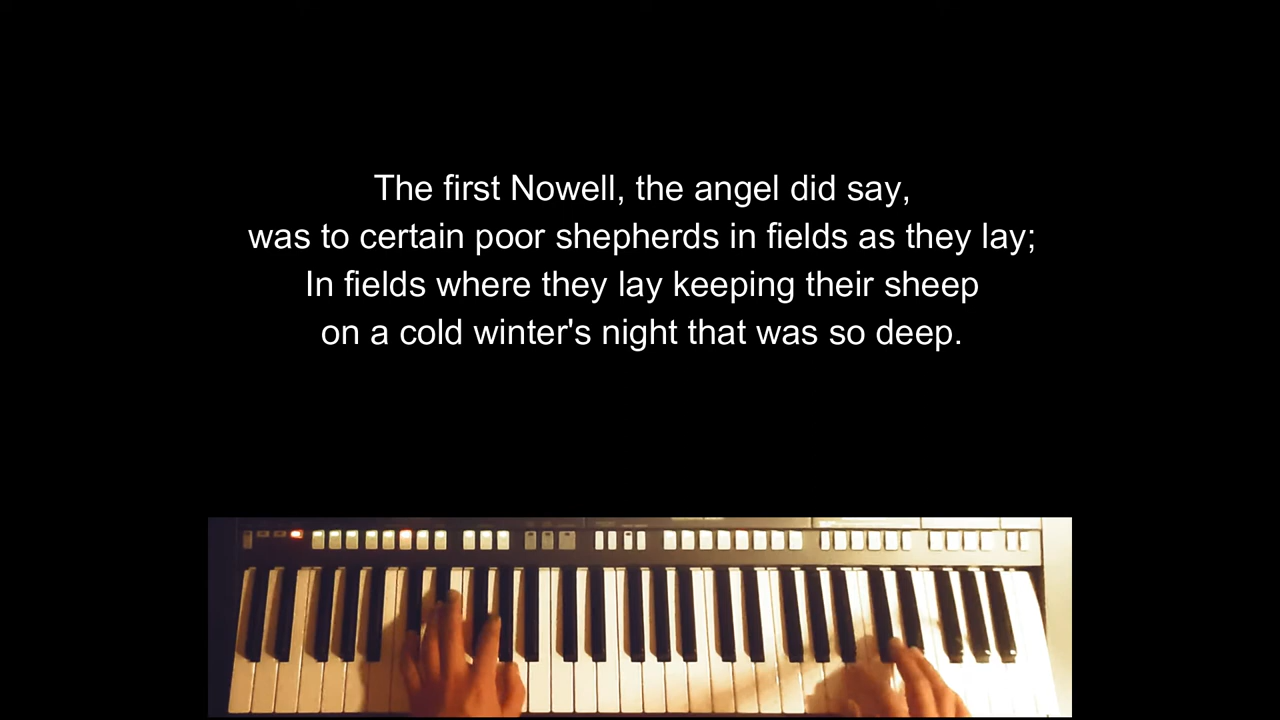 The first Nowell, the angel did say,
was to certain poor shepherds in fields as they lay;
In fields where they lay keeping their sheep
on a cold winter's night that was so deep.